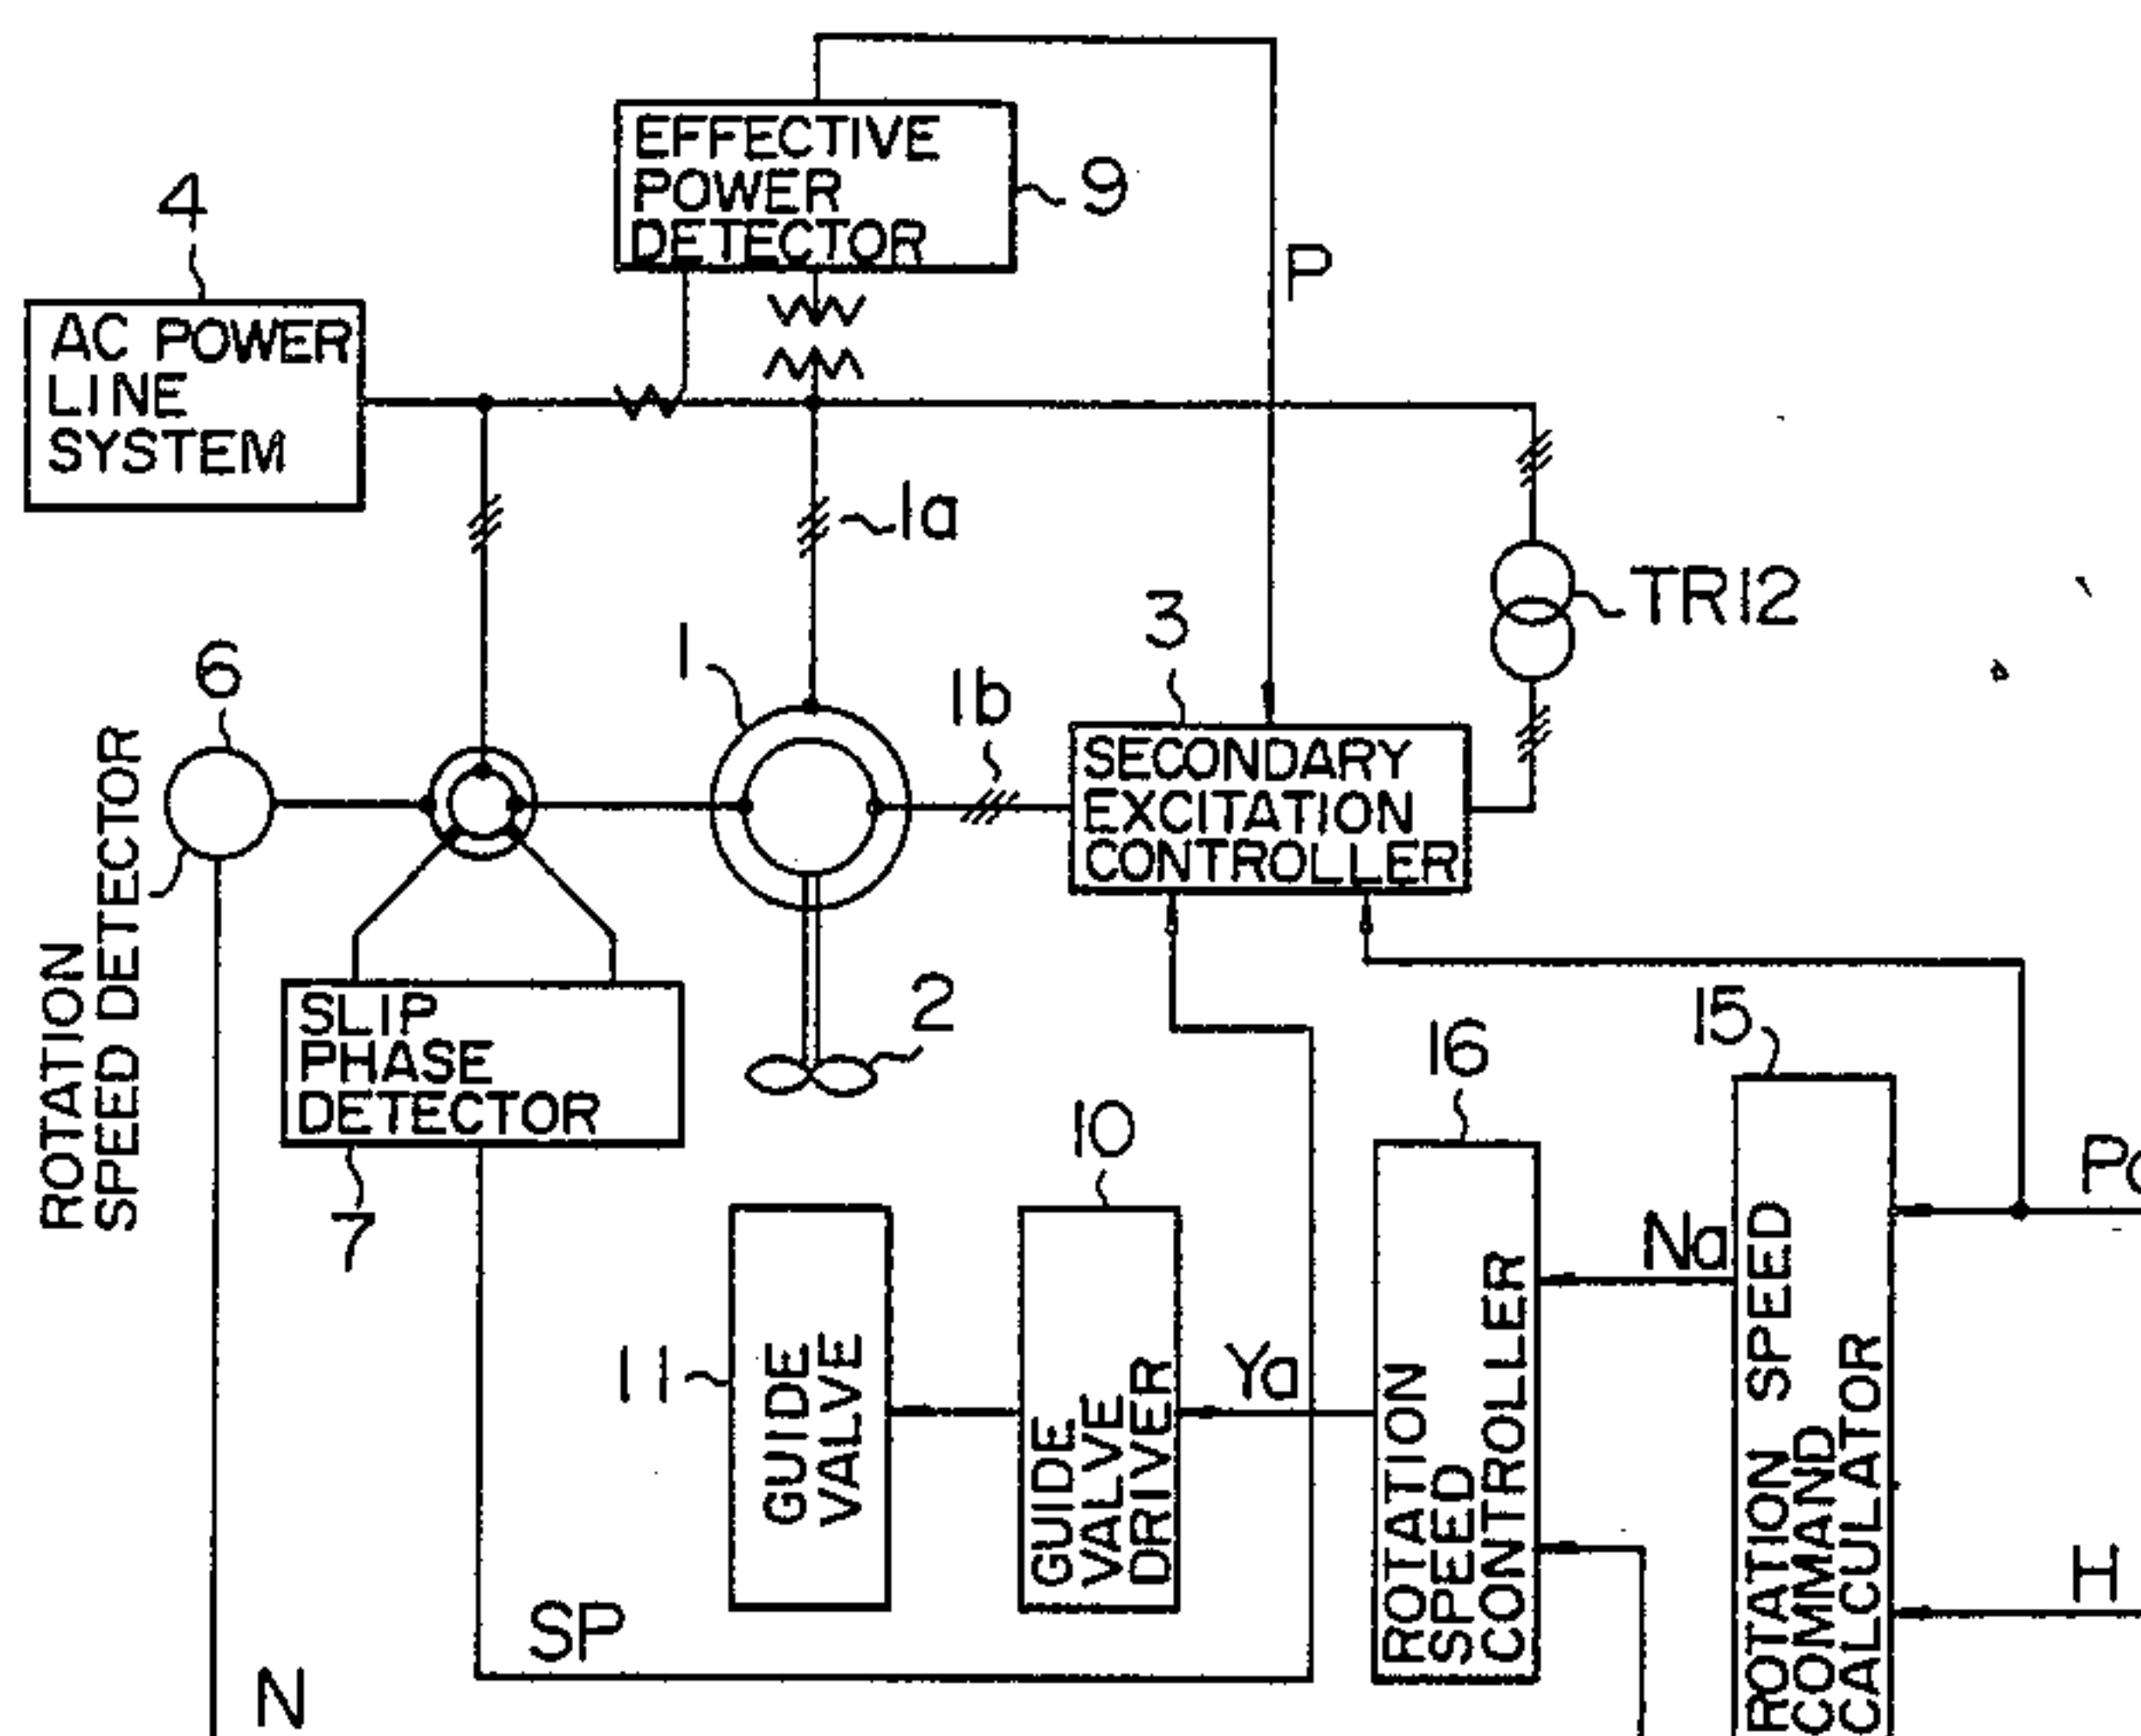 EFFECTIVE
POWER
DETECTOR
9
P
4
AC POWER
LINE
SYSTEM
1a
TR12
6
1
1b
3
SECONDARY
EXCITATION
CONTROLLER
ROTATION
SPEED DETECTOR
SLIP
PHASE
DETECTOR
7
2
10
16
15
11
GUIDE
VALVE
GUIDE
VALVE
DRIVER
Ya
ROTATION
SPEED
CONTROLLER
Na
ROTATION SPEED
COMMAND
CALCULATOR
H
SP
N